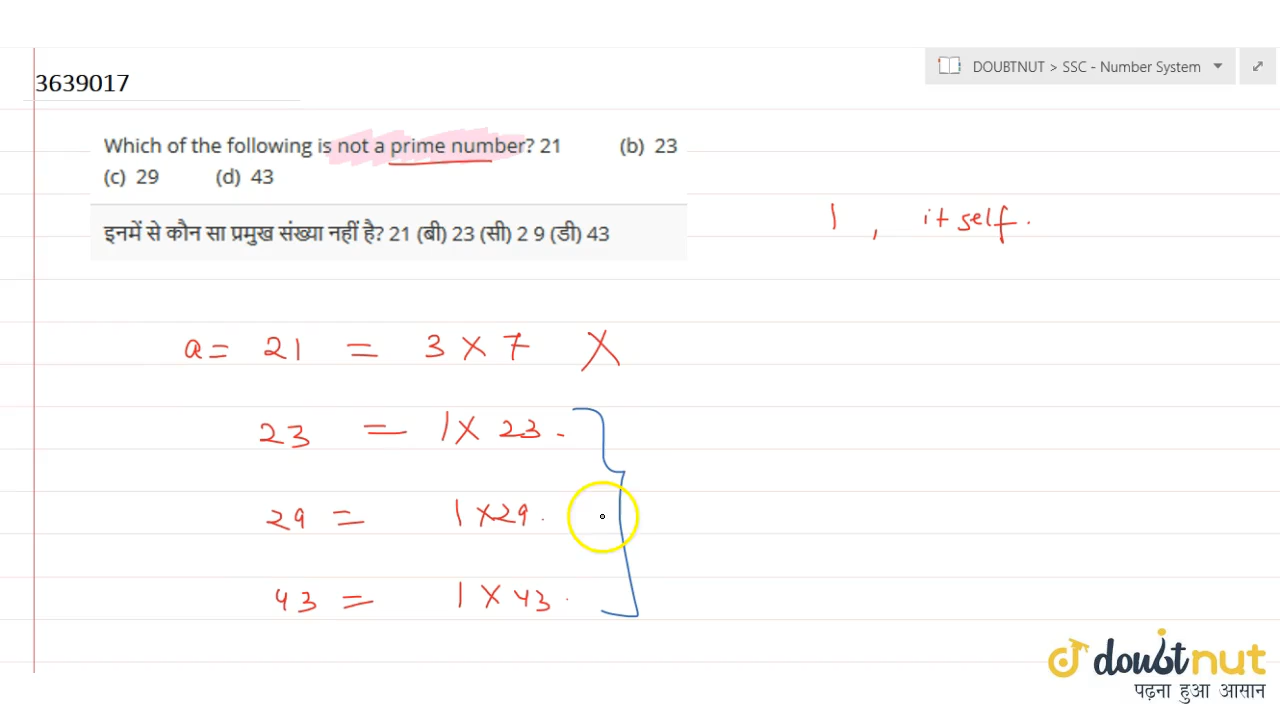 DOUBTNUT > SSC - Number System
3639017
Which of the following is not a prime number? 21 (b) 23
(c) 29 (d) 43
इनमें से कौन सा प्रमुख संख्या नहीं है? 21 (बी) 23 (सी) 2 9 (डी) 43
1 , itself.
a = 21 = 3 X 7 X
23 = 1 X 23.
29 = 1 X 29.
43 = 1 X 43.
doubtnut
पढ़ना हुआ आसान